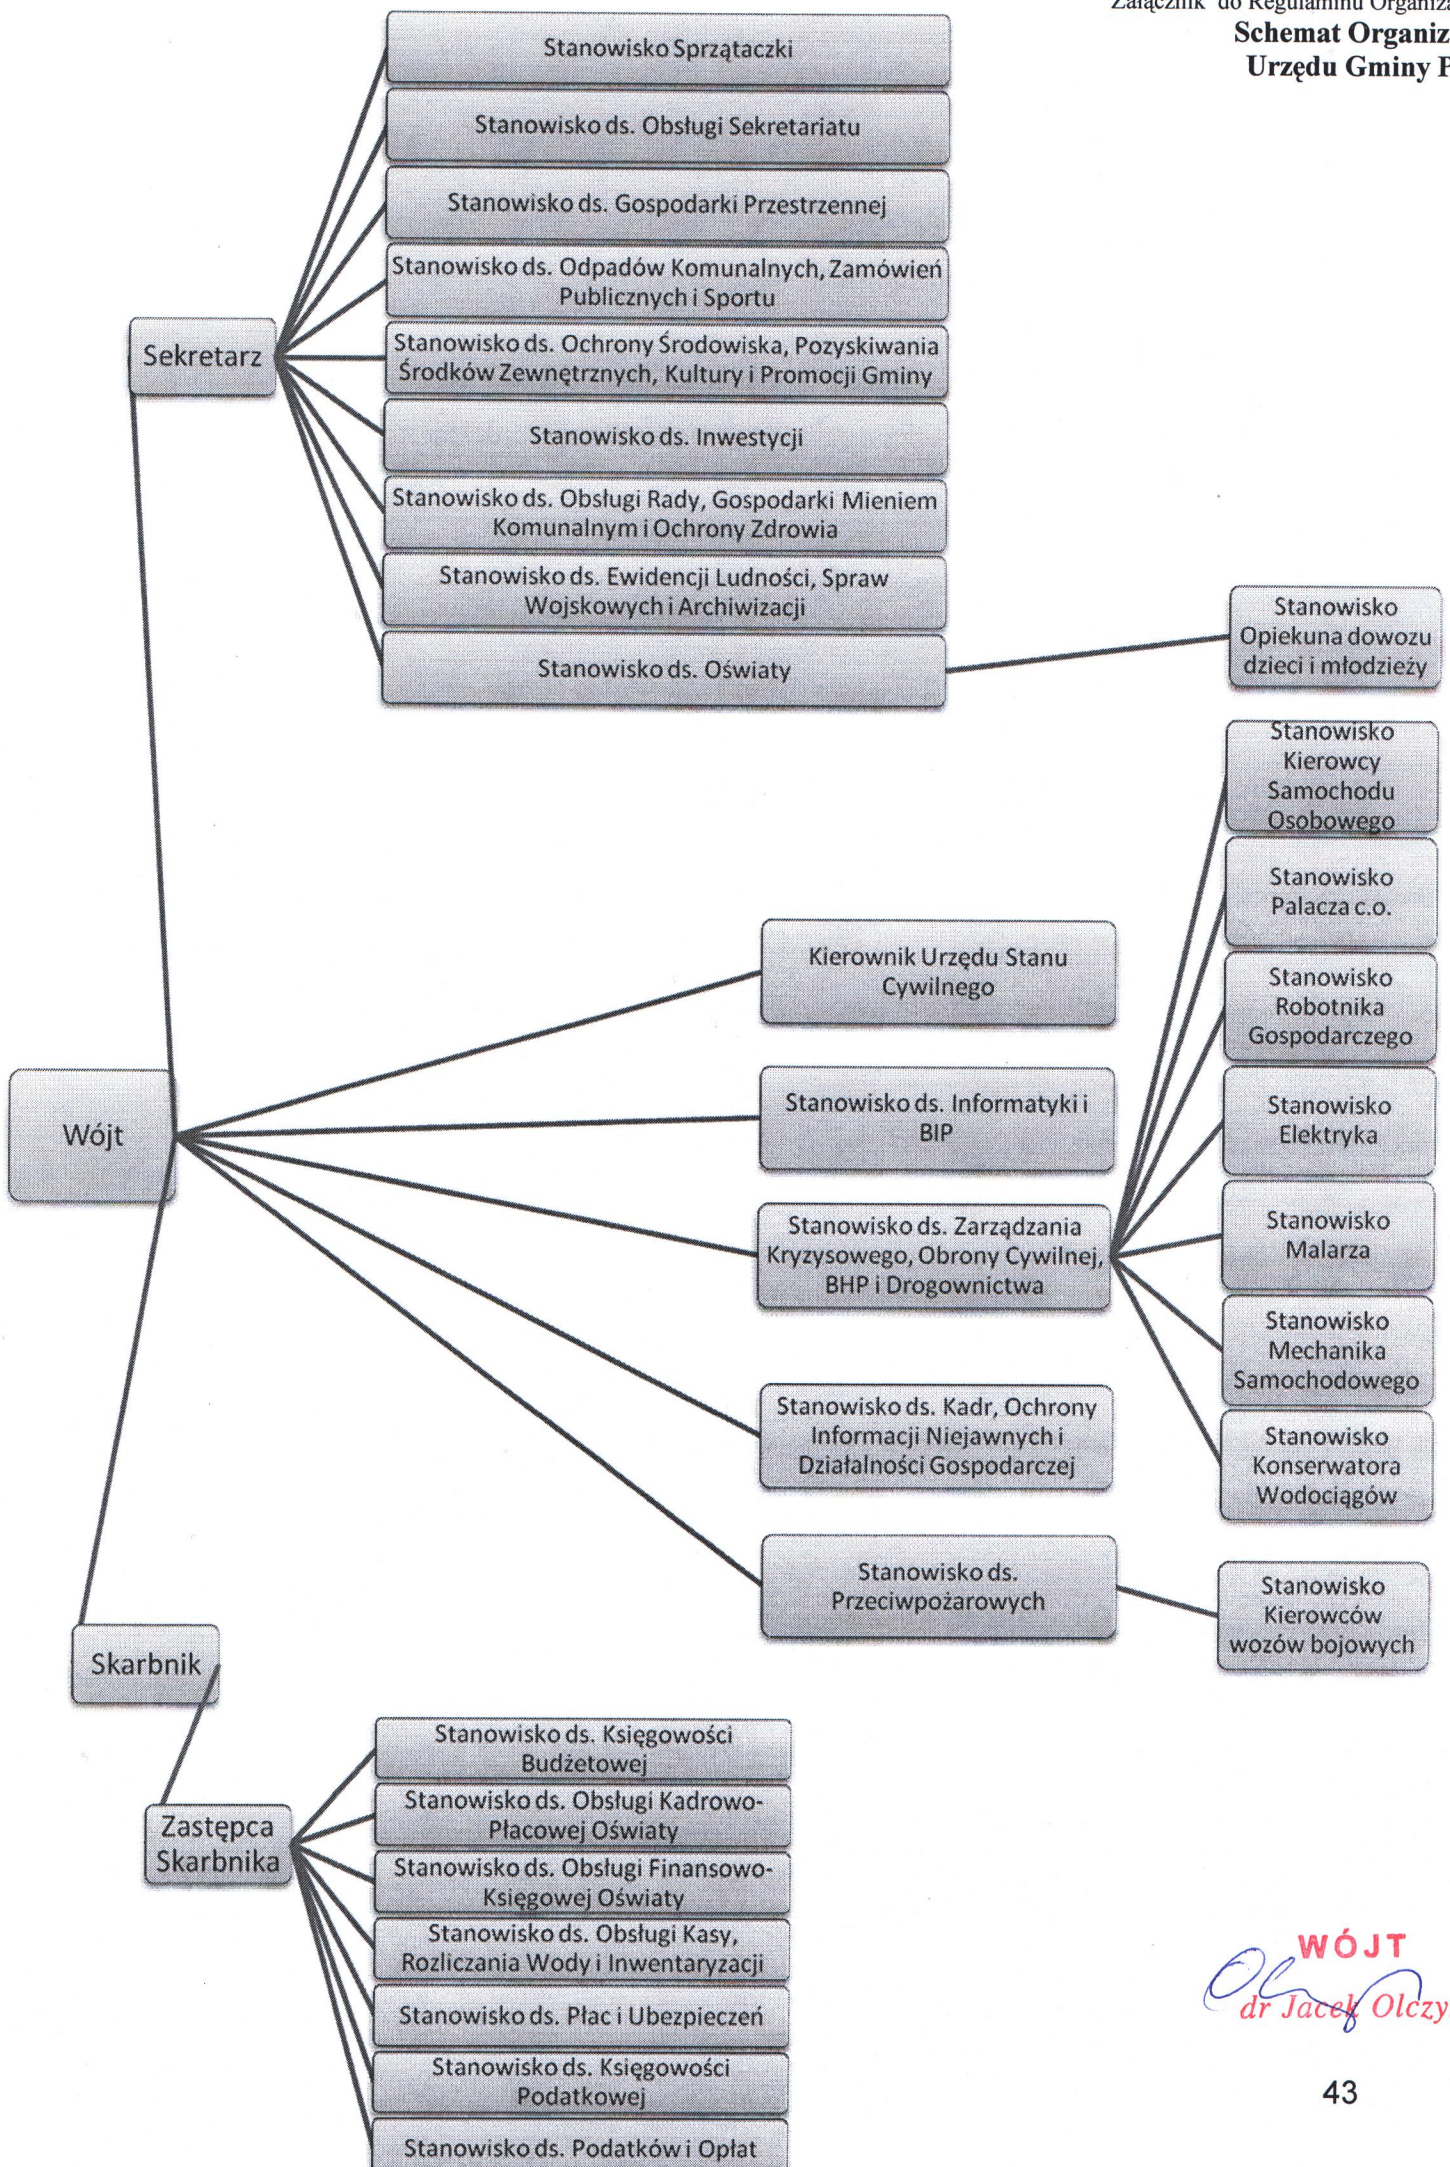 Załącznik do Regulaminu
Schemat
Urzędu Gminy
Stanowisko Sprzątaczki
Stanowisko ds. Obsługi Sekretariatu
Stanowisko ds. Gospodarki Przestrzennej
Stanowisko ds. Odpadów Komunalnych, Zamówień
Publicznych i Sportu
Sekretarz
Stanowisko ds. Ochrony Środowiska, Pozyskiwania
Środków Zewnętrznych, Kultury i Promocji Gminy
Stanowisko ds. Inwestycji
Stanowisko ds. Obsługi Rady, Gospodarki Mieniem
Komunalnym i Ochrony Zdrowia
Stanowisko ds. Ewidencji Ludności, Spraw
Wojskowych i Archiwizacji
Stanowisko ds. Oświaty
Stanowisko
Opiekuna dowozu
dzieci i młodzieży
Wójt
Kierownik Urzędu Stanu
Cywilnego
Stanowisko ds. Informatyki i
BIP
Stanowisko ds. Zarządzania
Kryzysowego, Obrony Cywilnej,
BHP i Drogownictwa
Stanowisko ds. Kadr, Ochrony
Informacji Niejawnych i
Działalności Gospodarczej
Stanowisko ds.
Przeciwpożarowych
Stanowisko
Kierowcy
Samochodu
Osobowego
Stanowisko
Palacza c.o.
Stanowisko
Robotnika
Gospodarczego
Stanowisko
Elektryka
Stanowisko
Malarza
Stanowisko
Mechanika
Samochodowego
Stanowisko
Konserwatora
Wodociągów
Stanowisko
Kierowców
wozów bojowych
Skarbnik
Zastępca
Skarbnika
Stanowisko ds. Księgowości
Budżetowej
Stanowisko ds. Obsługi Kadrowo-
Płacowej Oświaty
Stanowisko ds. Obsługi Finansowo-
Księgowej Oświaty
Stanowisko ds. Obsługi Kasy,
Rozliczania Wody i Inwentaryzacji
Stanowisko ds. Płac i Ubezpieczeń
Stanowisko ds. Księgowości
Podatkowej
Stanowisko ds. Podatków i Opłat
WÓJT
dr Jacek Olczy
43